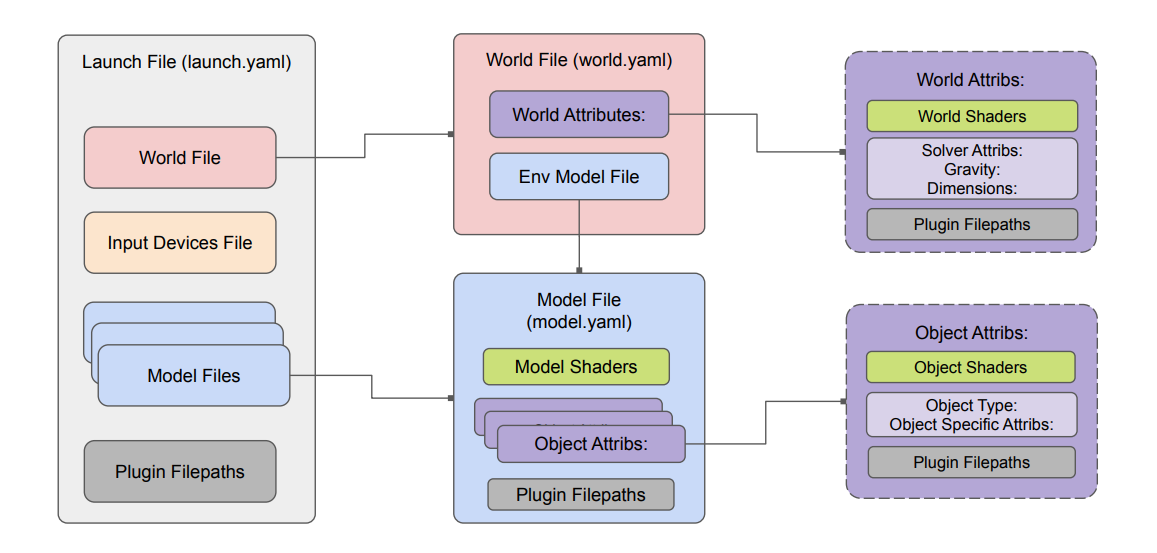 Launch File (launch.yaml)
World File
Input Devices File
Model Files
Plugin Filepaths
World File (world.yaml)
World Attributes:
Env Model File
Model File
(model.yaml)
Model Shaders
Object Attribs:
Plugin Filepaths
World Attribs:
World Shaders
Solver Attribs:
Gravity:
Dimensions:
Plugin Filepaths
Object Attribs:
Object Shaders
Object Type:
Object Specific Attribs:
Plugin Filepaths